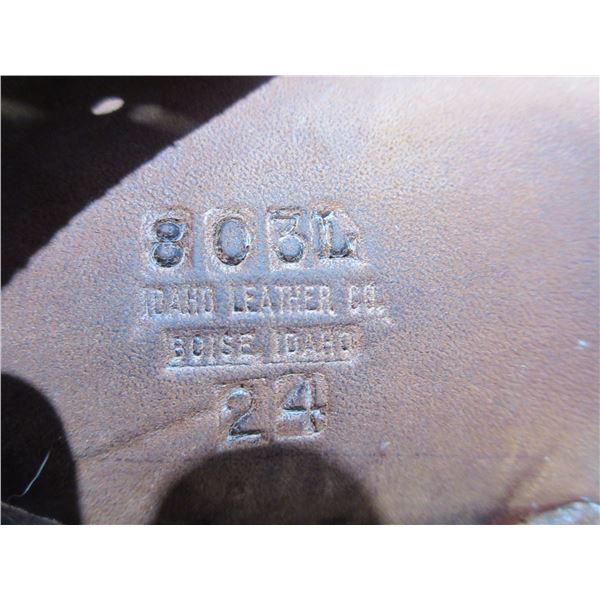 803L
IDAHO LEATHER CO.
BOISE IDAHO
24